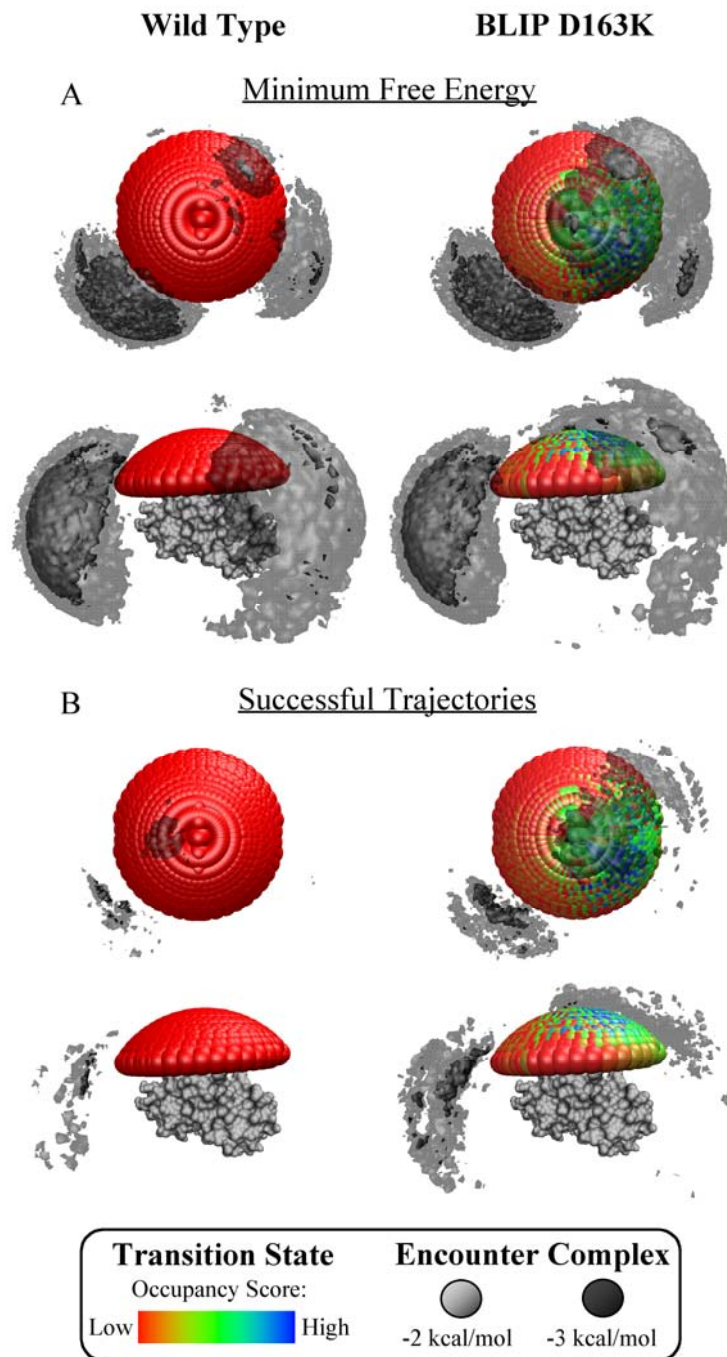 Wild Type BLIP D163K
A Minimum Free Energy
B Successful Trajectories
Transition State Encounter Complex
Occupancy Score:
Low High
-2 kcal/mol -3 kcal/mol